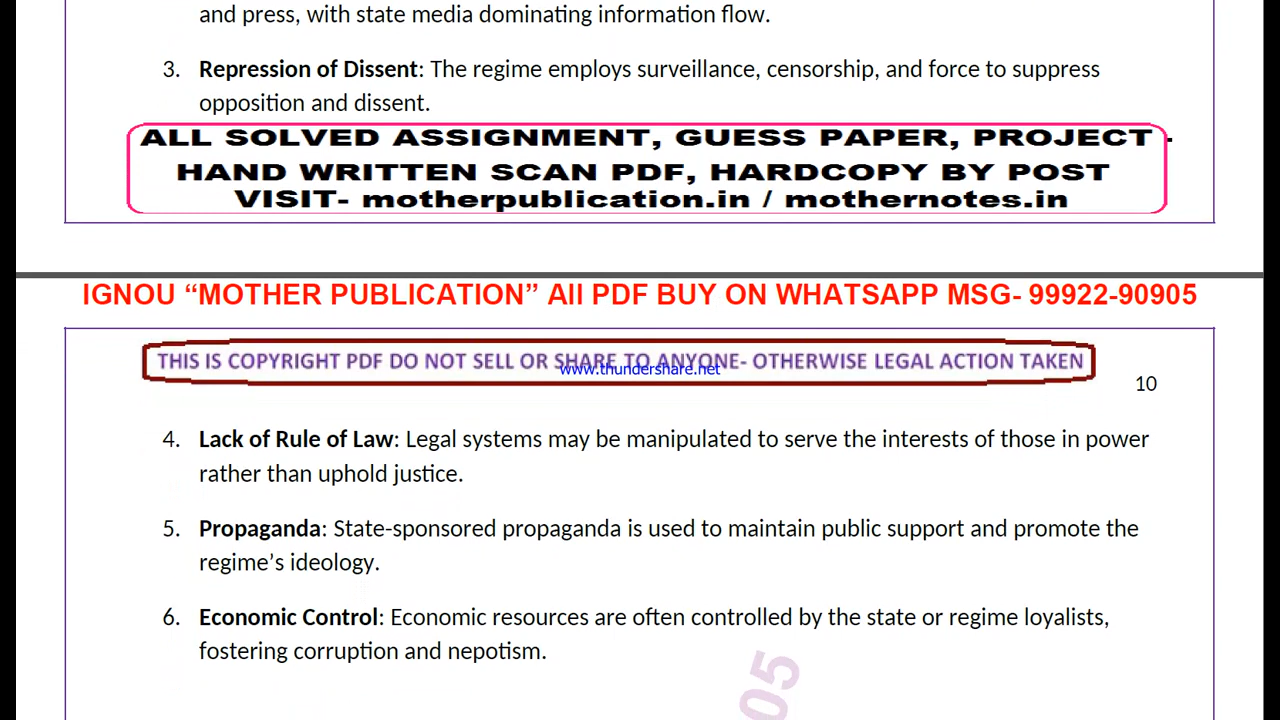 and press, with state media dominating information flow.
3. Repression of Dissent: The regime employs surveillance, censorship, and force to suppress
opposition and dissent.
ALL SOLVED ASSIGNMENT, GUESS PAPER, PROJECT -
HAND WRITTEN SCAN PDF, HARDCOPY BY POST
VISIT- motherpublication.in / mothernotes.in
IGNOU “MOTHER PUBLICATION” All PDF BUY ON WHATSAPP MSG- 99922-90905
THIS IS COPYRIGHT PDF DO NOT SELL OR SHARE TO ANYONE- OTHERWISE LEGAL ACTION TAKEN
www.thundershare.net
10
4. Lack of Rule of Law: Legal systems may be manipulated to serve the interests of those in power
rather than uphold justice.
5. Propaganda: State-sponsored propaganda is used to maintain public support and promote the
regime’s ideology.
6. Economic Control: Economic resources are often controlled by the state or regime loyalists,
fostering corruption and nepotism.
05